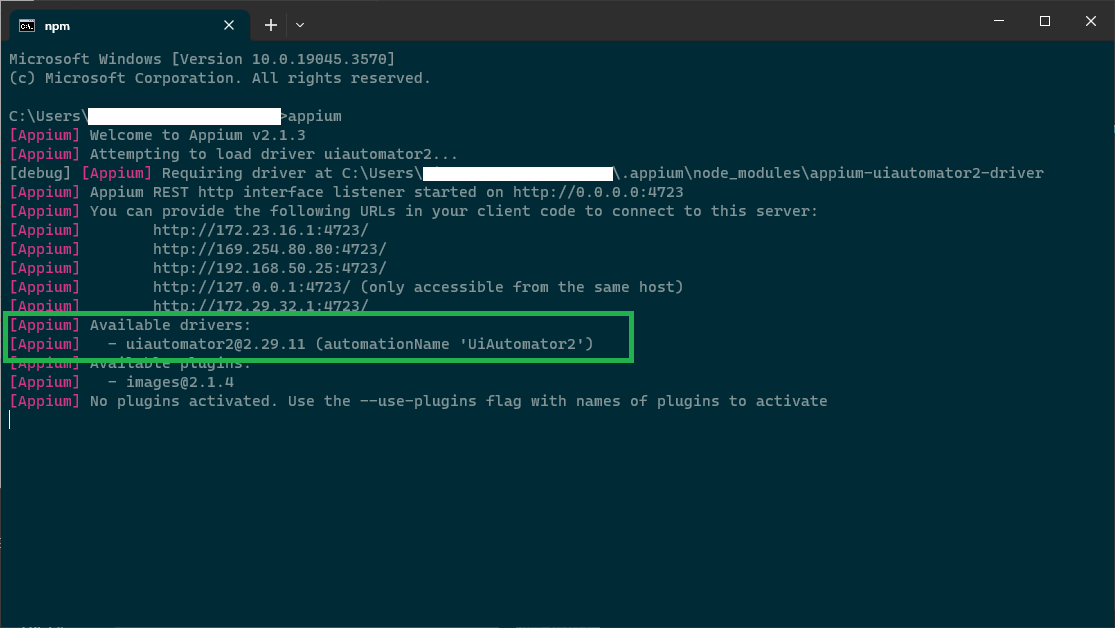 npm
Microsoft Windows [Version 10.0.19045.3570]
(c) Microsoft Corporation. All rights reserved.
C:\Users\ >appium
[Appium] Welcome to Appium v2.1.3
[Appium] Attempting to load driver uiautomator2...
[debug] [Appium] Requiring driver at C:\Users\ \.appium\node_modules\appium-uiautomator2-driver
[Appium] Appium REST http interface listener started on http://0.0.0.0:4723
[Appium] You can provide the following URLs in your client code to connect to this server:
[Appium] http://172.23.16.1:4723/
[Appium] http://169.254.80.80:4723/
[Appium] http://192.168.50.25:4723/
[Appium] http://127.0.0.1:4723/ (only accessible from the same host)
[Appium] http://172.29.32.1:4723/
[Appium] Available drivers:
[Appium] - uiautomator2@2.29.11 (automationName 'UiAutomator2')
[Appium] Available plugins:
[Appium] - images@2.1.4
[Appium] No plugins activated. Use the --use-plugins flag with names of plugins to activate